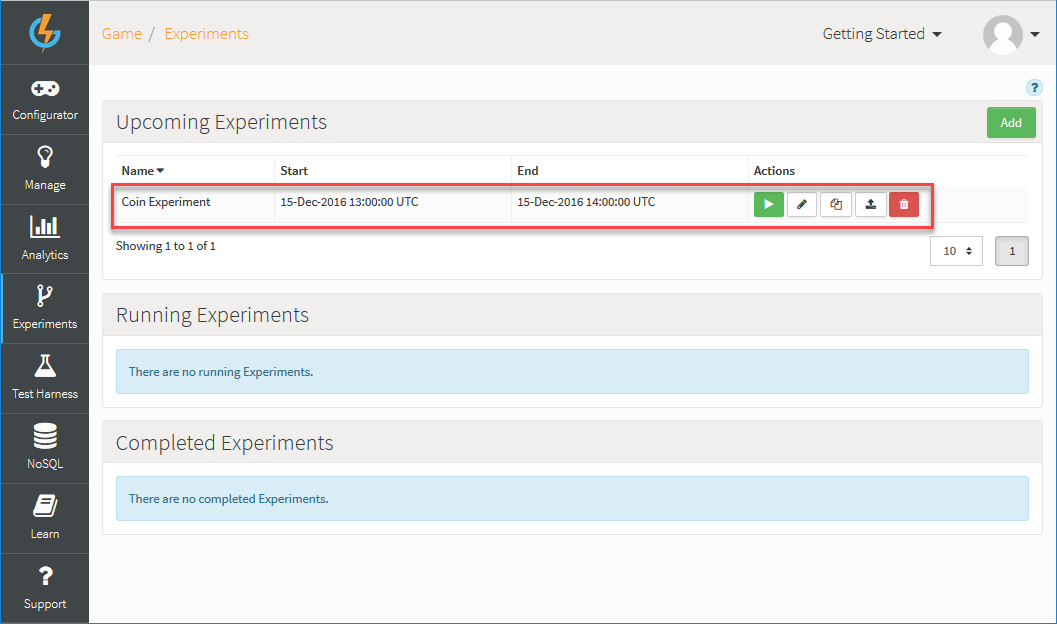 Game / Experiments
Getting Started
Configurator
Manage
Analytics
Experiments
Test Harness
NoSQL
Learn
?
Support
?
Upcoming Experiments
Add
Name Start End Actions
Coin Experiment 15-Dec-2016 13:00:00 UTC 15-Dec-2016 14:00:00 UTC
Showing 1 to 1 of 1
10 1
Running Experiments
There are no running Experiments.
Completed Experiments
There are no completed Experiments.